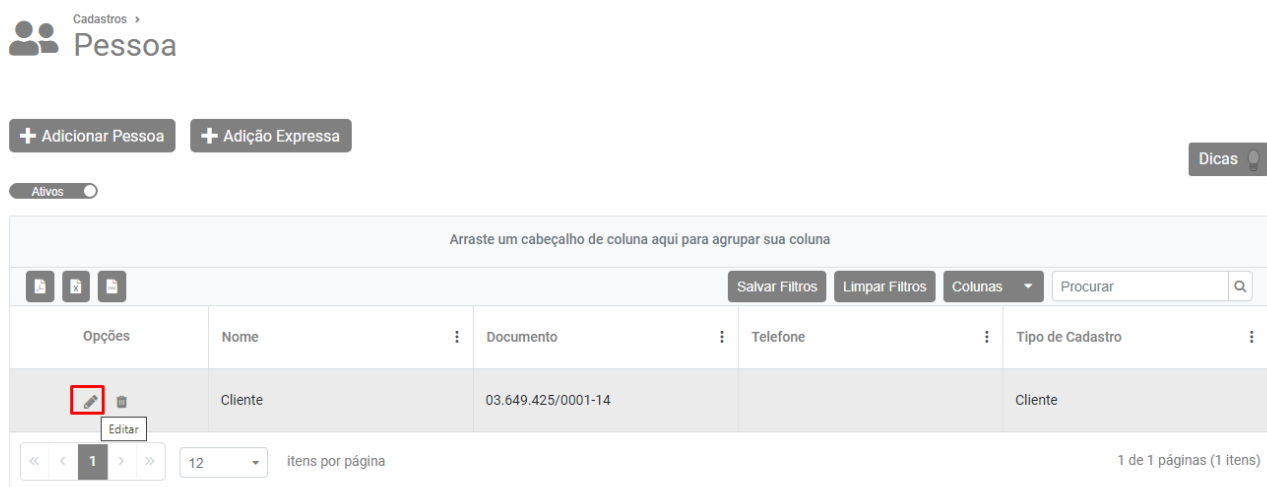 Cadastros ›
Pessoa
Adicionar Pessoa
Adição Expressa
Dicas
Ativos
Arraste um cabeçalho de coluna aqui para agrupar sua coluna
Salvar Filtros Limpar Filtros Colunas Procurar
Opções Nome Documento Telefone Tipo de Cadastro
Cliente 03.649.425/0001-14 Cliente
Editar
« ‹ 1 › » 12 itens por página 1 de 1 páginas (1 itens)